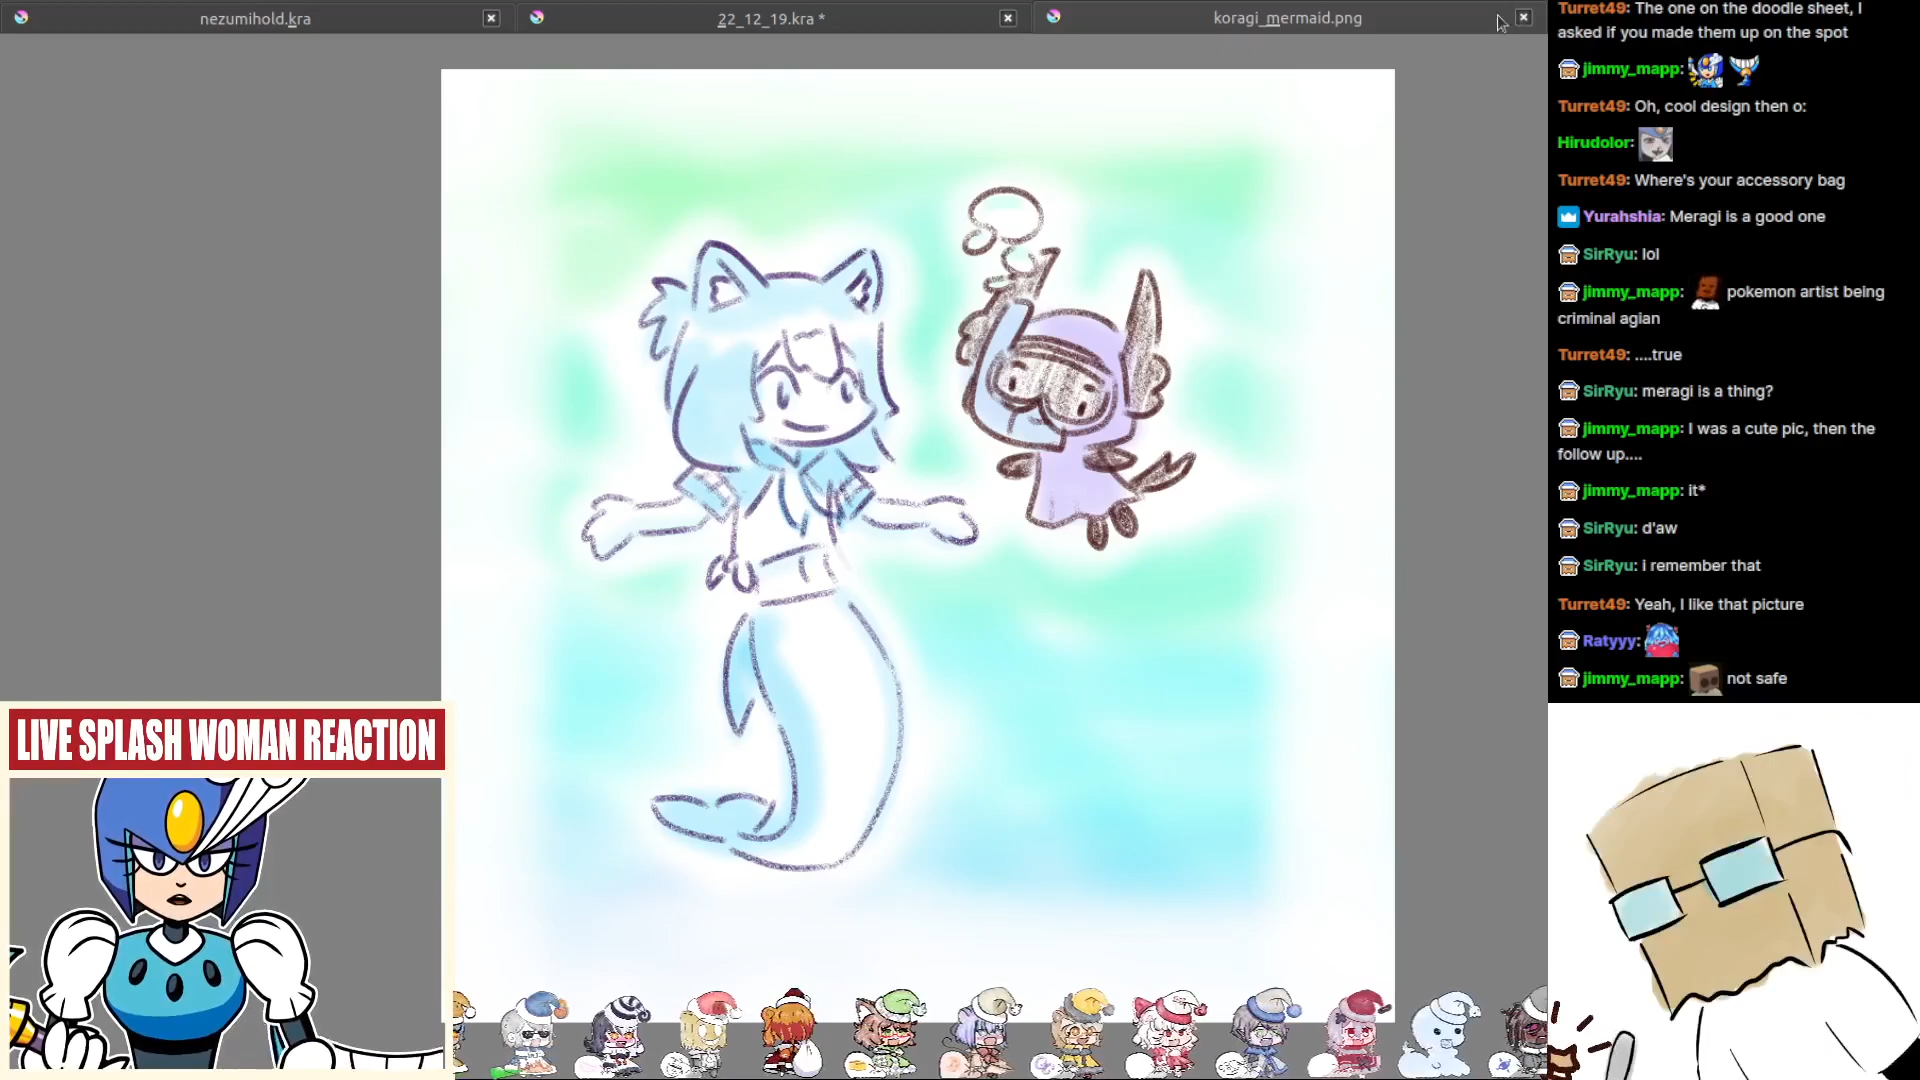 nezumihold.kra
22_12_19.kra *
koragi_mermaid.png
Turret49: The one on the doodle sheet, I
asked if you made them up on the spot
jimmy_mapp:
Turret49: Oh, cool design then o:
Hirudolor:
Turret49: Where's your accessory bag
Yurahshia: Meragi is a good one
SirRyu: lol
jimmy_mapp: pokemon artist being
criminal agian
Turret49: ....true
SirRyu: meragi is a thing?
jimmy_mapp: I was a cute pic, then the
follow up....
jimmy_mapp: it*
SirRyu: d'aw
SirRyu: i remember that
Turret49: Yeah, I like that picture
Ratyyy:
jimmy_mapp: not safe
LIVE SPLASH WOMAN REACTION